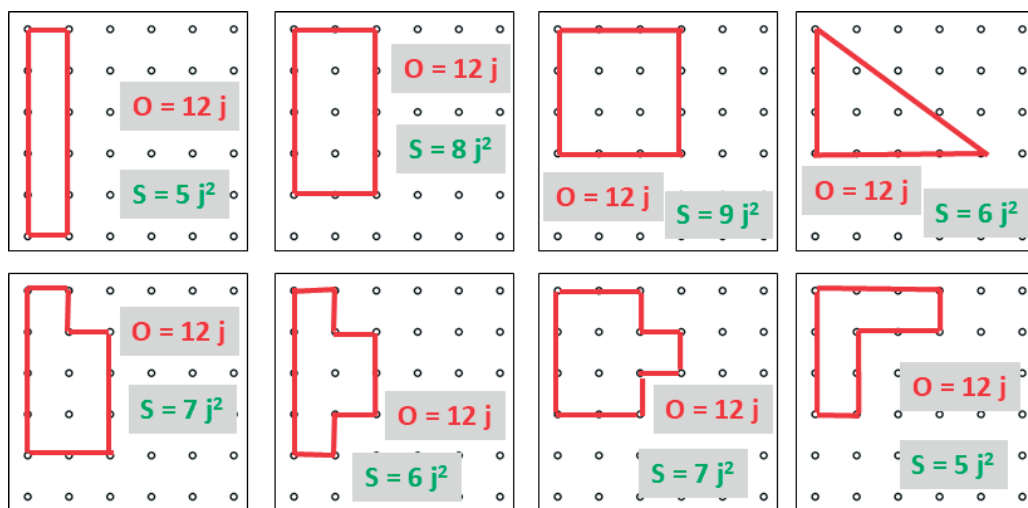 O = 12 j
S = 5 j²
O = 12 j
S = 8 j²
O = 12 j
S = 9 j²
O = 12 j
S = 6 j²
O = 12 j
S = 7 j²
O = 12 j
S = 6 j²
O = 12 j
S = 7 j²
O = 12 j
S = 5 j²